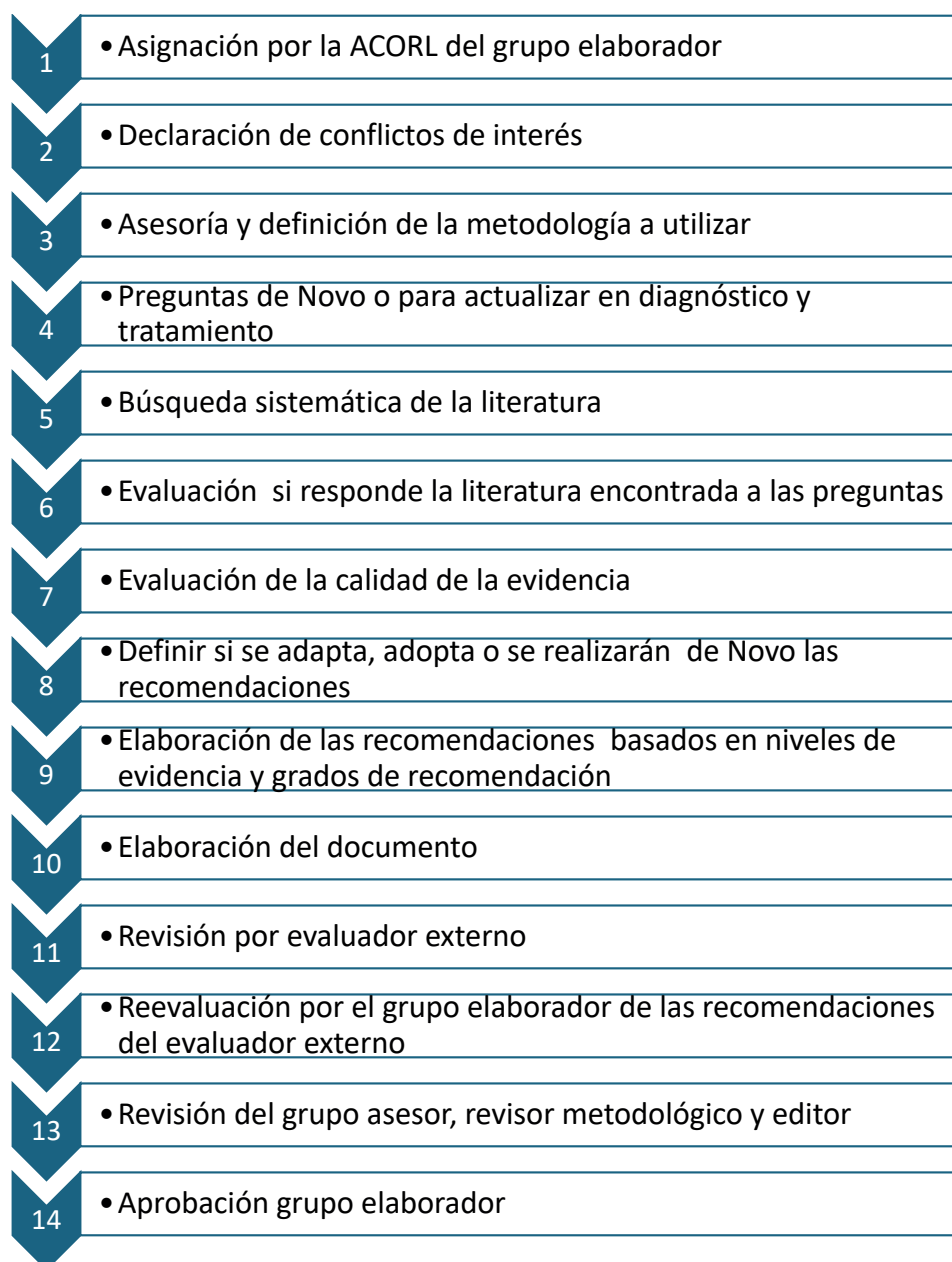 1
•Asignación por la ACORL del grupo elaborador
2
•Declaración de conflictos de interés
3
•Asesoría y definición de la metodología a utilizar
4
•Preguntas de Novo o para actualizar en diagnóstico y
tratamiento
5
•Búsqueda sistemática de la literatura
6
•Evaluación si responde la literatura encontrada a las preguntas
7
•Evaluación de la calidad de la evidencia
8
•Definir si se adapta, adopta o se realizarán de Novo las
recomendaciones
9
•Elaboración de las recomendaciones basados en niveles de
evidencia y grados de recomendación
10
•Elaboración del documento
11
•Revisión por evaluador externo
12
•Reevaluación por el grupo elaborador de las recomendaciones
del evaluador externo
13
•Revisión del grupo asesor, revisor metodológico y editor
14
•Aprobación grupo elaborador